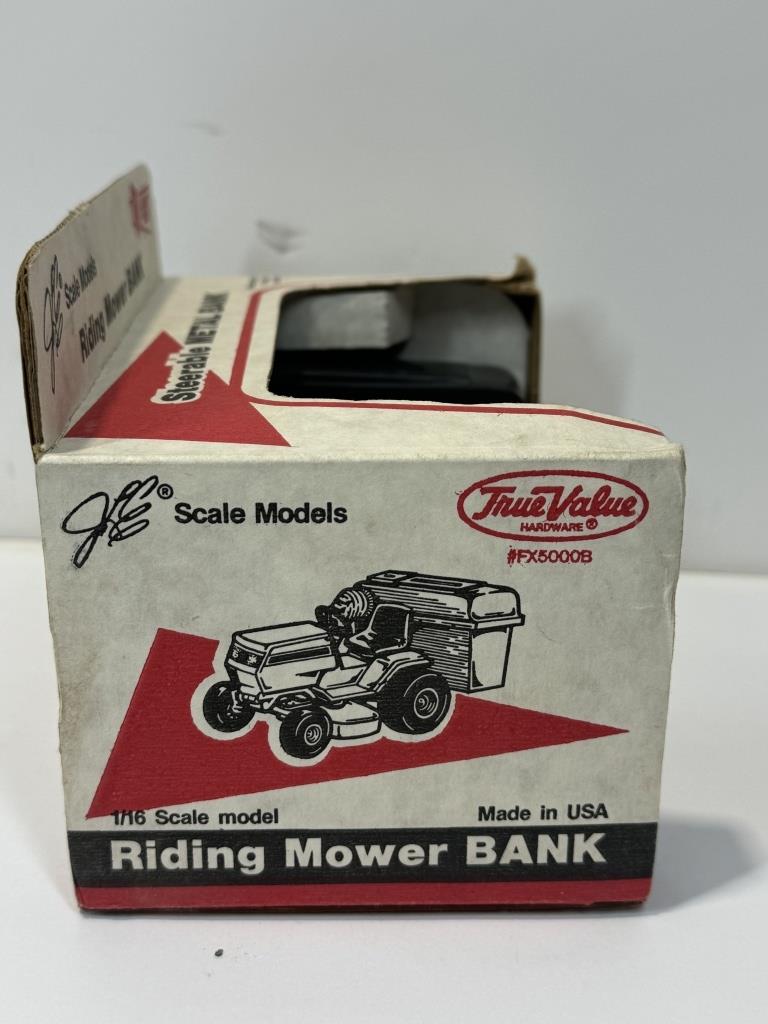 Scale Models
Riding Mower BANK
Steerable METAL BANK
JLE® Scale Models
True Value
HARDWARE®
#FX5000B
1/16 Scale model
Made in USA
Riding Mower BANK